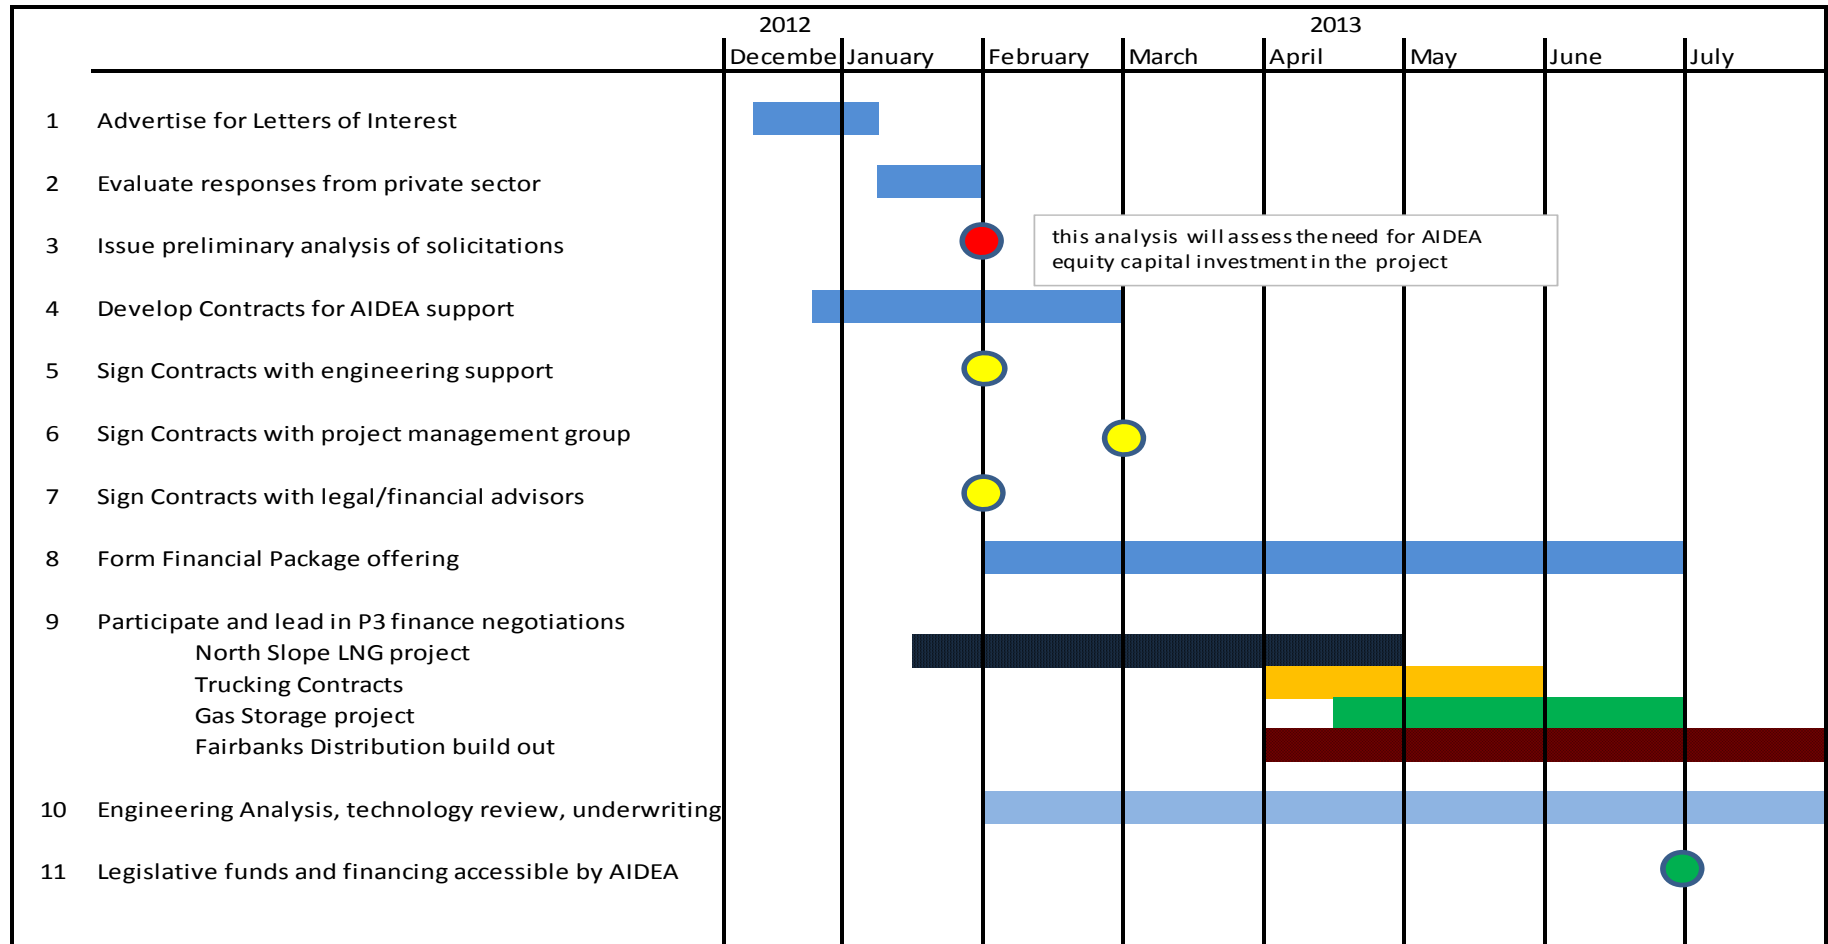 2012 2013
Decembe January February March April May June July
1 Advertise for Letters of Interest
2 Evaluate responses from private sector
3 Issue preliminary analysis of solicitations
this analysis will assess the need for AIDEA
equity capital investment in the project
4 Develop Contracts for AIDEA support
5 Sign Contracts with engineering support
6 Sign Contracts with project management group
7 Sign Contracts with legal/financial advisors
8 Form Financial Package offering
9 Participate and lead in P3 finance negotiations
North Slope LNG project
Trucking Contracts
Gas Storage project
Fairbanks Distribution build out
10 Engineering Analysis, technology review, underwriting
11 Legislative funds and financing accessible by AIDEA